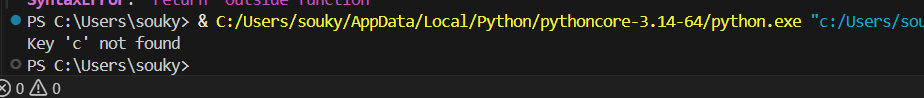 SyntaxError: 'return' outside function
PS C:\Users\souky> & C:/Users/souky/AppData/Local/Python/pythoncore-3.14-64/python.exe "c:/Users/sou
Key 'c' not found
PS C:\Users\souky>
0 0